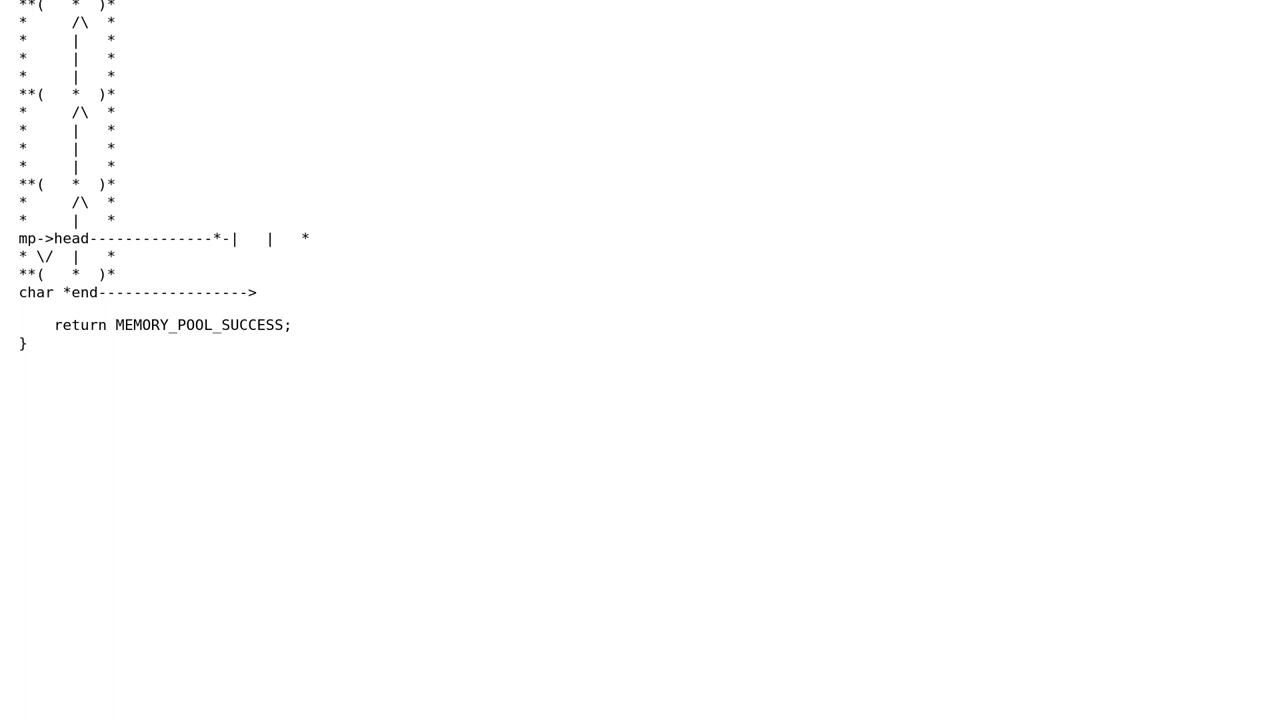 **(   *  )*
*     /\  *
*     |   *
*     |   *
*     |   *
**(   *  )*
*     /\  *
*     |   *
*     |   *
*     |   *
**(   *  )*
*     /\  *
*     |   *
mp->head--------------*-|   |   *
* \/  |   *
**(   *  )*
char *end----------------->
    return MEMORY_POOL_SUCCESS;
}